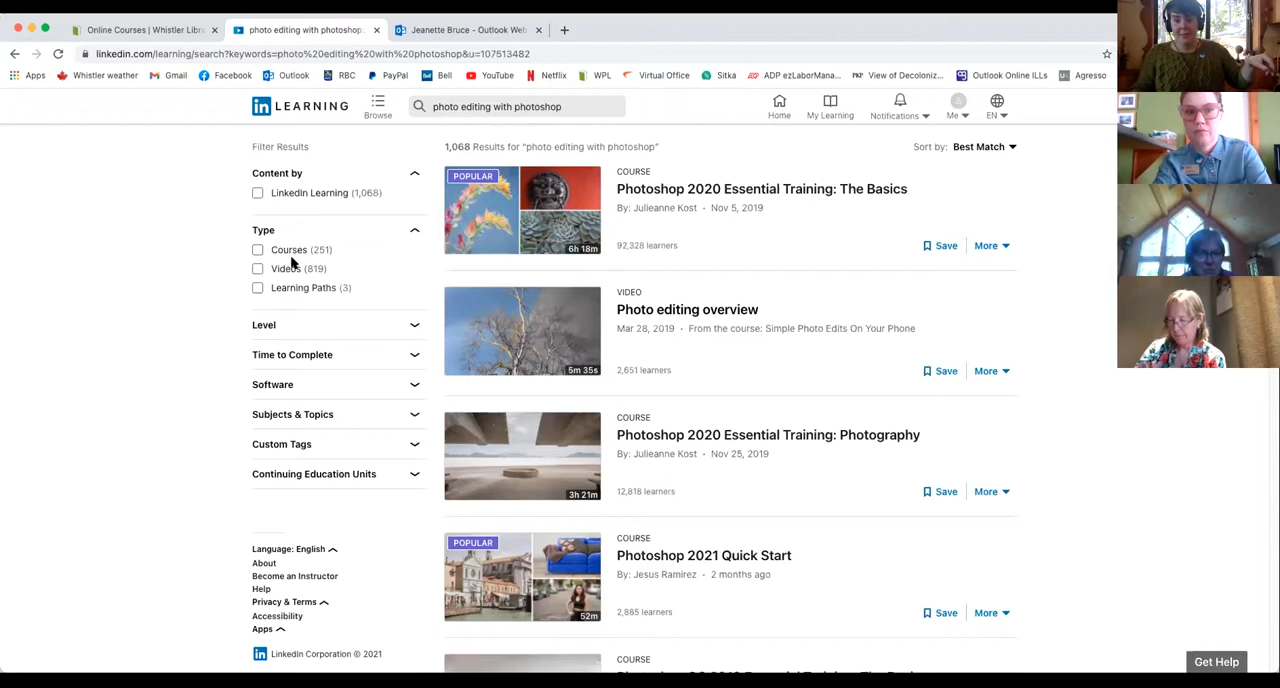 Online Courses | Whistler Libra
photo editing with photoshop
Jeanette Bruce - Outlook Web
linkedin.com/learning/search?keywords=photo%20editing%20with%20photoshop&u=107513482
Apps Whistler weather Gmail Facebook Outlook RBC PayPal Bell YouTube Netflix WPL Virtual Office Sitka ADP ezLaborMana... View of Decoloniz... Outlook Online ILLs Agresso
in LEARNING
Browse
photo editing with photoshop
Home My Learning Notifications Me EN
Filter Results
1,068 Results for "photo editing with photoshop"
Sort by: Best Match
Content by
LinkedIn Learning (1,068)
Type
Courses (251)
Videos (819)
Learning Paths (3)
Level
Time to Complete
Software
Subjects & Topics
Custom Tags
Continuing Education Units
Language: English
About
Become an Instructor
Help
Privacy & Terms
Accessibility
Apps
in LinkedIn Corporation © 2021
POPULAR
6h 18m
COURSE
Photoshop 2020 Essential Training: The Basics
By: Julieanne Kost • Nov 5, 2019
92,328 learners
Save More
5m 35s
VIDEO
Photo editing overview
Mar 28, 2019 • From the course: Simple Photo Edits On Your Phone
2,651 learners
Save More
3h 21m
COURSE
Photoshop 2020 Essential Training: Photography
By: Julieanne Kost • Nov 25, 2019
12,818 learners
Save More
POPULAR
52m
COURSE
Photoshop 2021 Quick Start
By: Jesus Ramirez • 2 months ago
2,885 learners
Save More
COURSE
Get Help